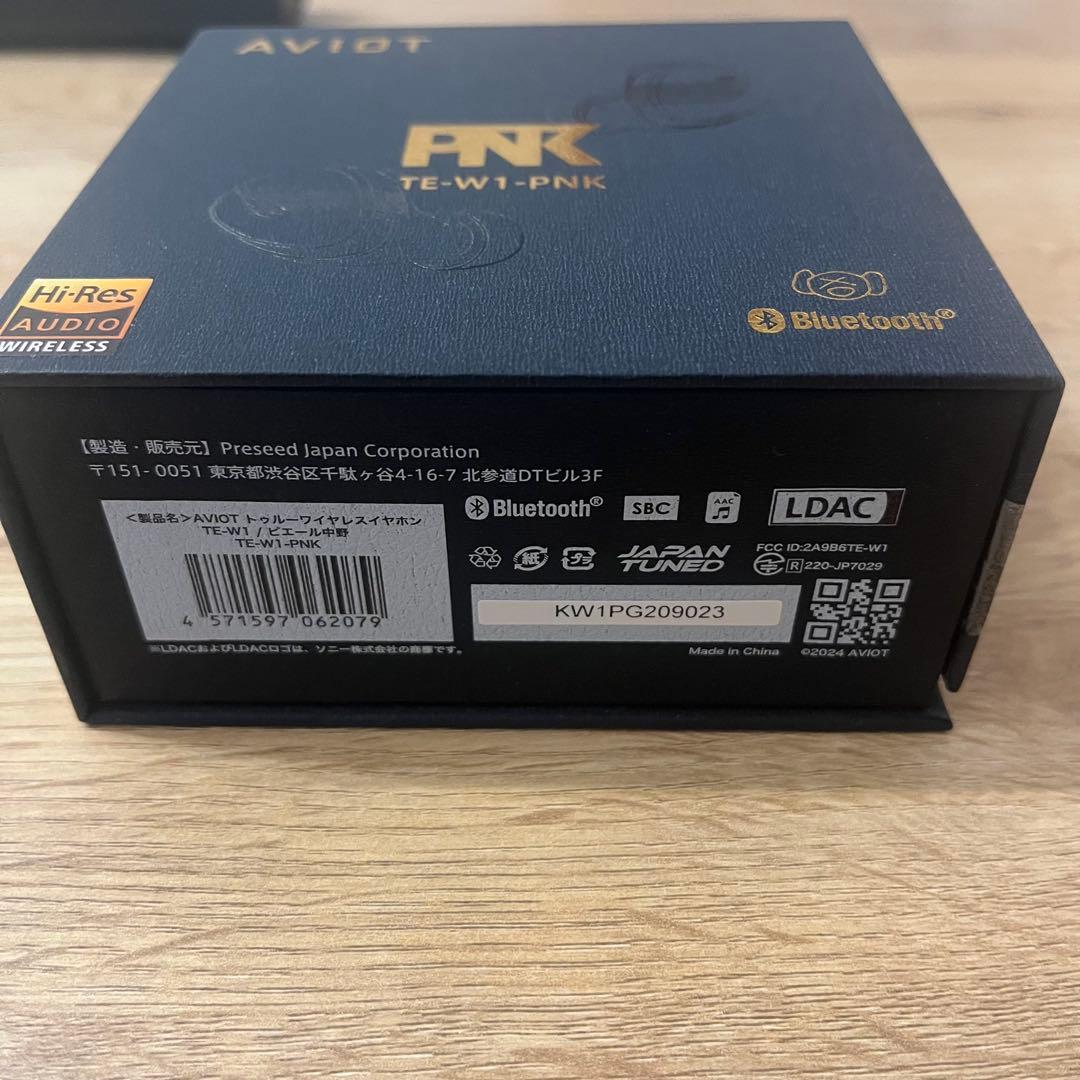 AVIOT
PNK
TE-W1-PNK
Hi-Res
AUDIO
WIRELESS
Bluetooth®
【製造・販売元】Preseed Japan Corporation
〒151-0051 東京都渋谷区千駄ヶ谷4-16-7 北参道DTビル3F
<製品名>AVIOT トゥルーワイヤレスイヤホン
TE-W1 / ピエール中野
TE-W1-PNK
4 571597 062079
※LDACおよびLDACロゴは、ソニー株式会社の商標です。
Bluetooth®
SBC
AAC
LDAC
紙
プラ
JAPAN
TUNED
FCC ID:2A9B6TE-W1
R 220-JP7029
KW1PG209023
Made in China
©2024 AVIOT